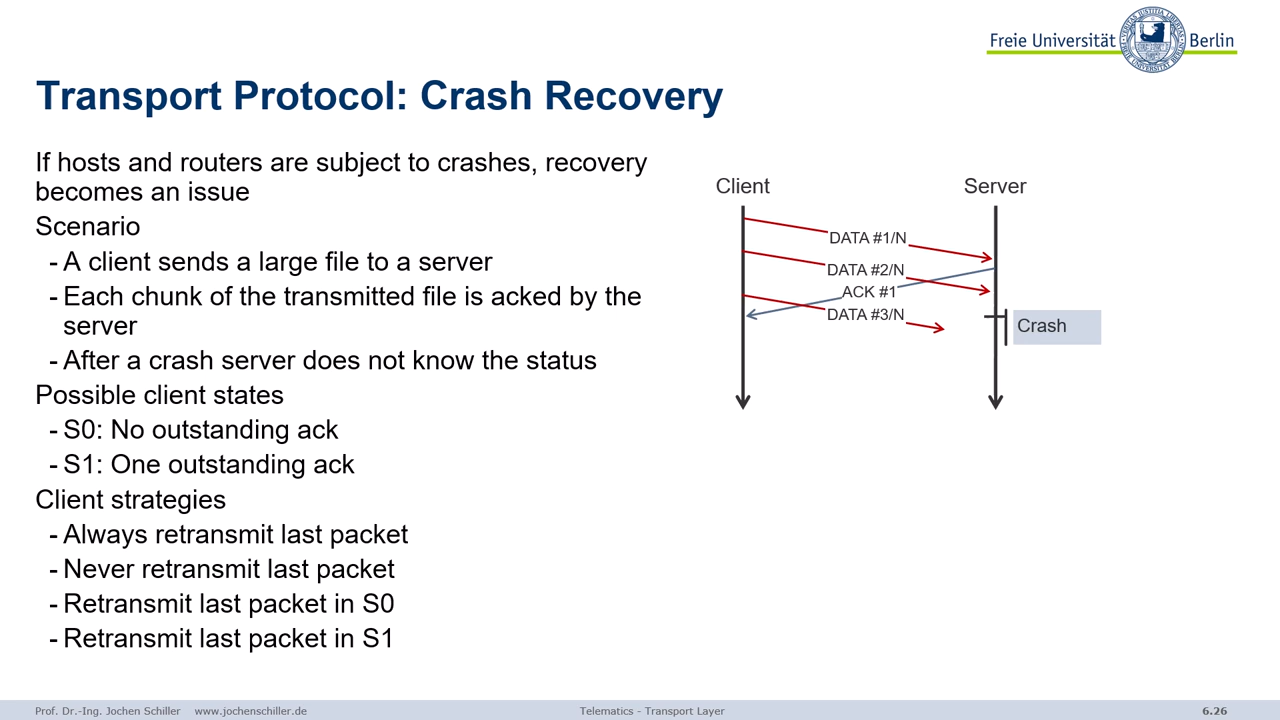 Freie Universität Berlin
Transport Protocol: Crash Recovery
If hosts and routers are subject to crashes, recovery
becomes an issue
Scenario
- A client sends a large file to a server
- Each chunk of the transmitted file is acked by the
server
- After a crash server does not know the status
Possible client states
- S0: No outstanding ack
- S1: One outstanding ack
Client strategies
- Always retransmit last packet
- Never retransmit last packet
- Retransmit last packet in S0
- Retransmit last packet in S1
Client
Server
DATA #1/N
DATA #2/N
ACK #1
DATA #3/N
Crash
Prof. Dr.-Ing. Jochen Schiller www.jochenschiller.de
Telematics - Transport Layer
6.26